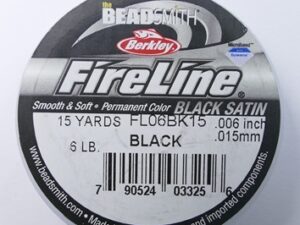 the
BEADSMITH
Berkley
FireLine
Smooth & Soft • Permanent Color BLACK SATIN
15 YARDS FL06BK15 .006 inch
.015mm
6 LB. BLACK
7 90524 03325 6
www.beadsmith.com • Made
and imported components.